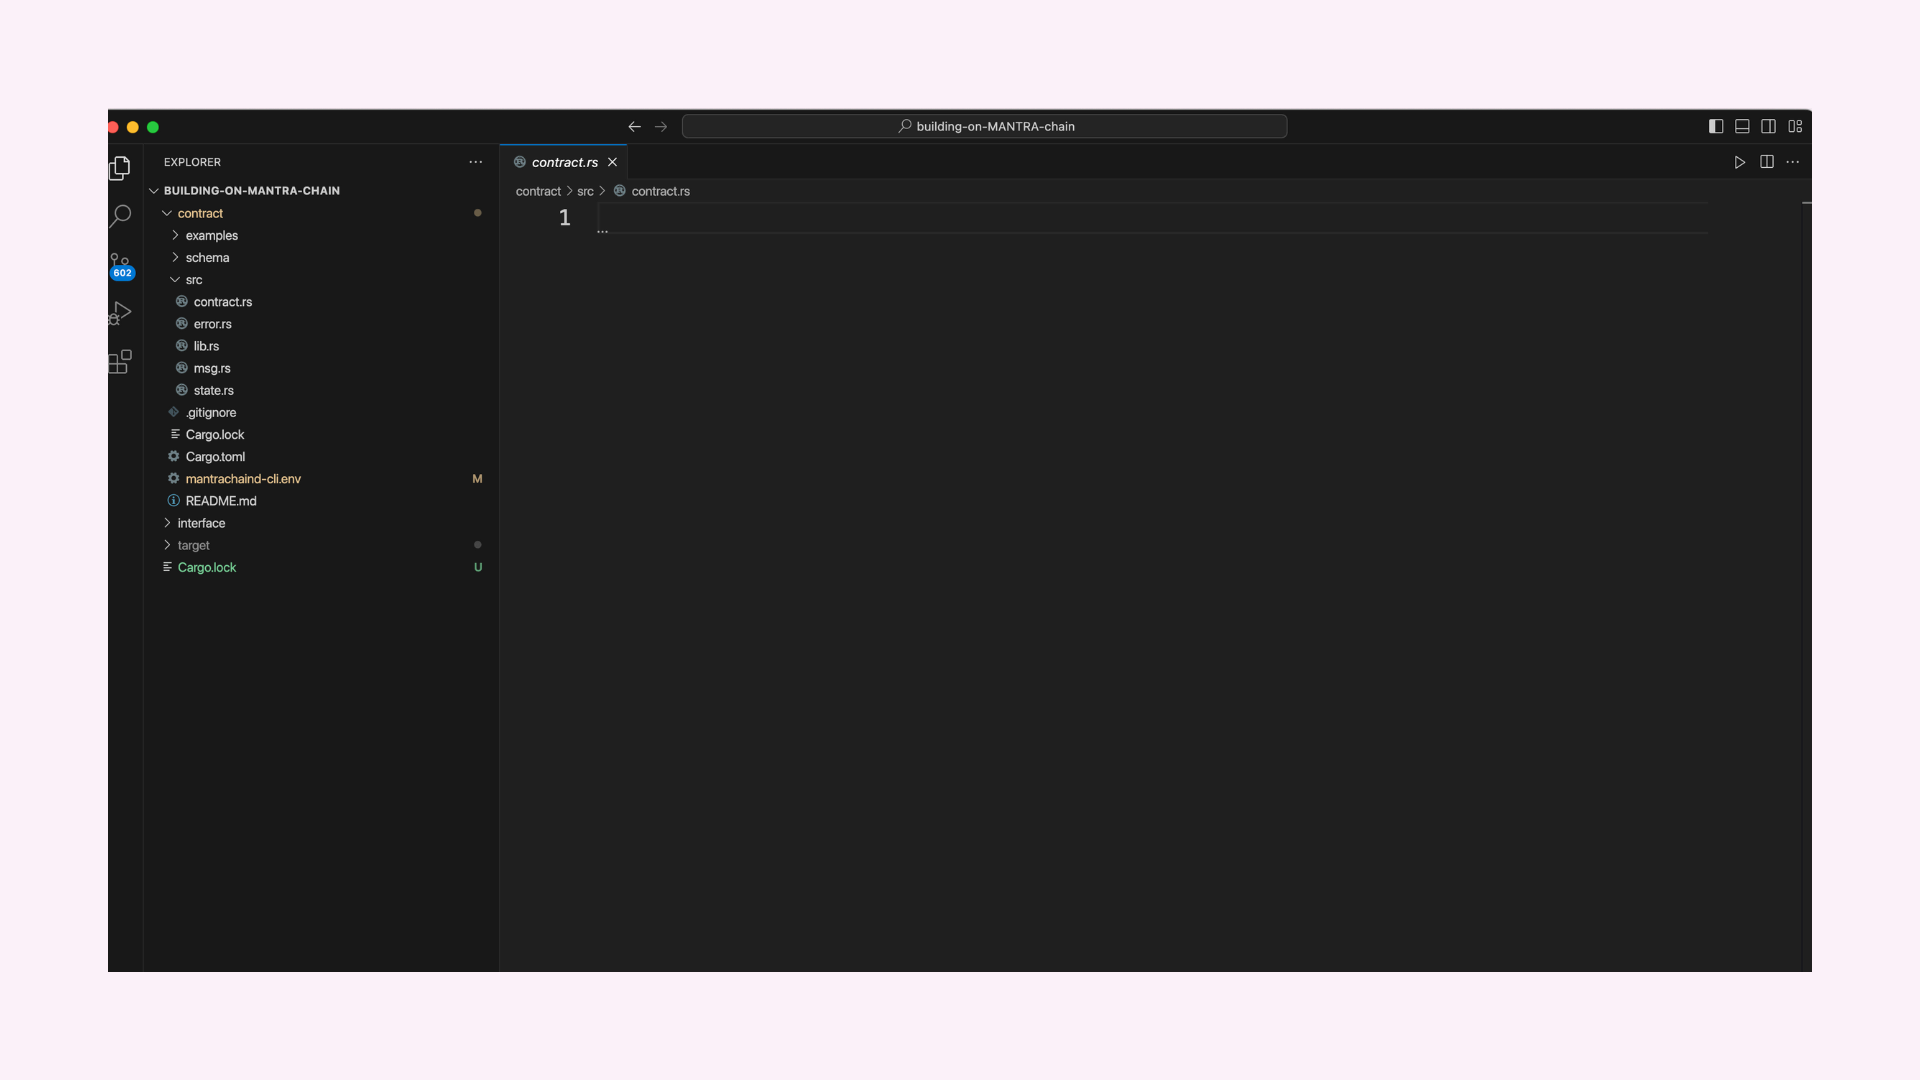 building-on-MANTRA-chain
EXPLORER
BUILDING-ON-MANTRA-CHAIN
contract
examples
schema
src
contract.rs
error.rs
lib.rs
msg.rs
state.rs
.gitignore
Cargo.lock
Cargo.toml
mantrachaind-cli.env M
README.md
interface
target
Cargo.lock U
602
contract.rs
contract > src > contract.rs
1